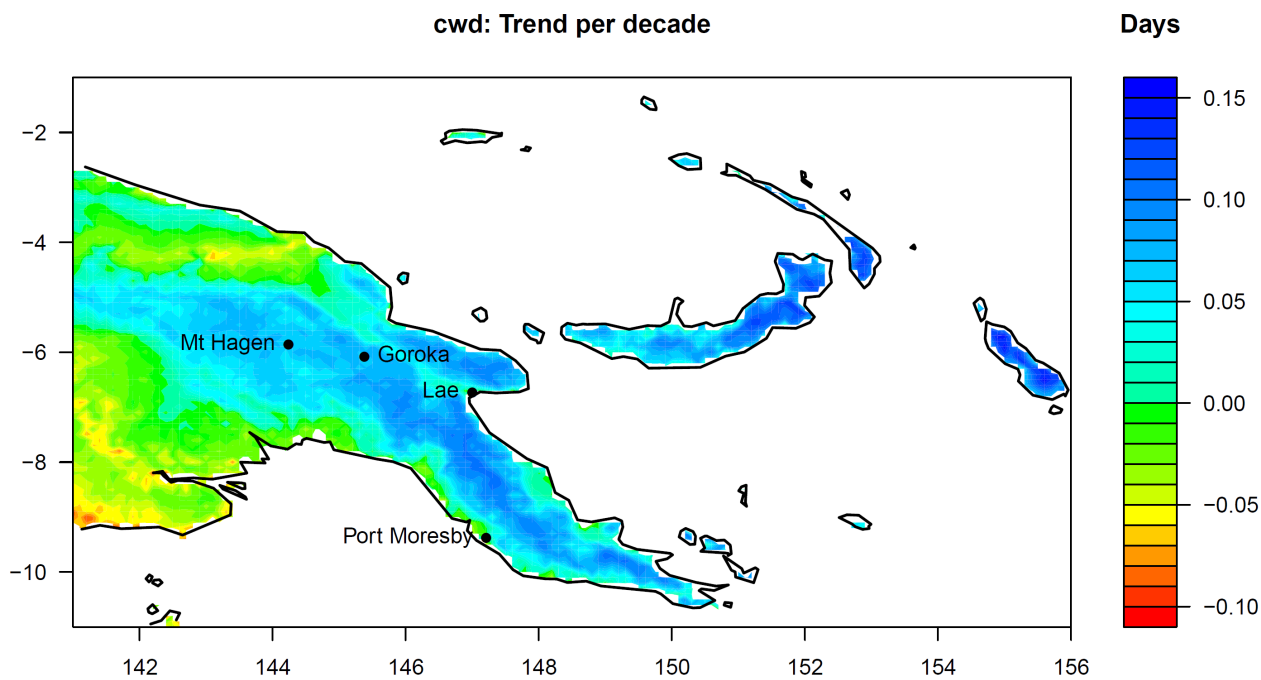 cwd: Trend per decade
Days
−2
−4
−6
−8
−10
Mt Hagen
Goroka
Lae
Port Moresby
142 144 146 148 150 152 154 156
0.15
0.10
0.05
0.00
−0.05
−0.10